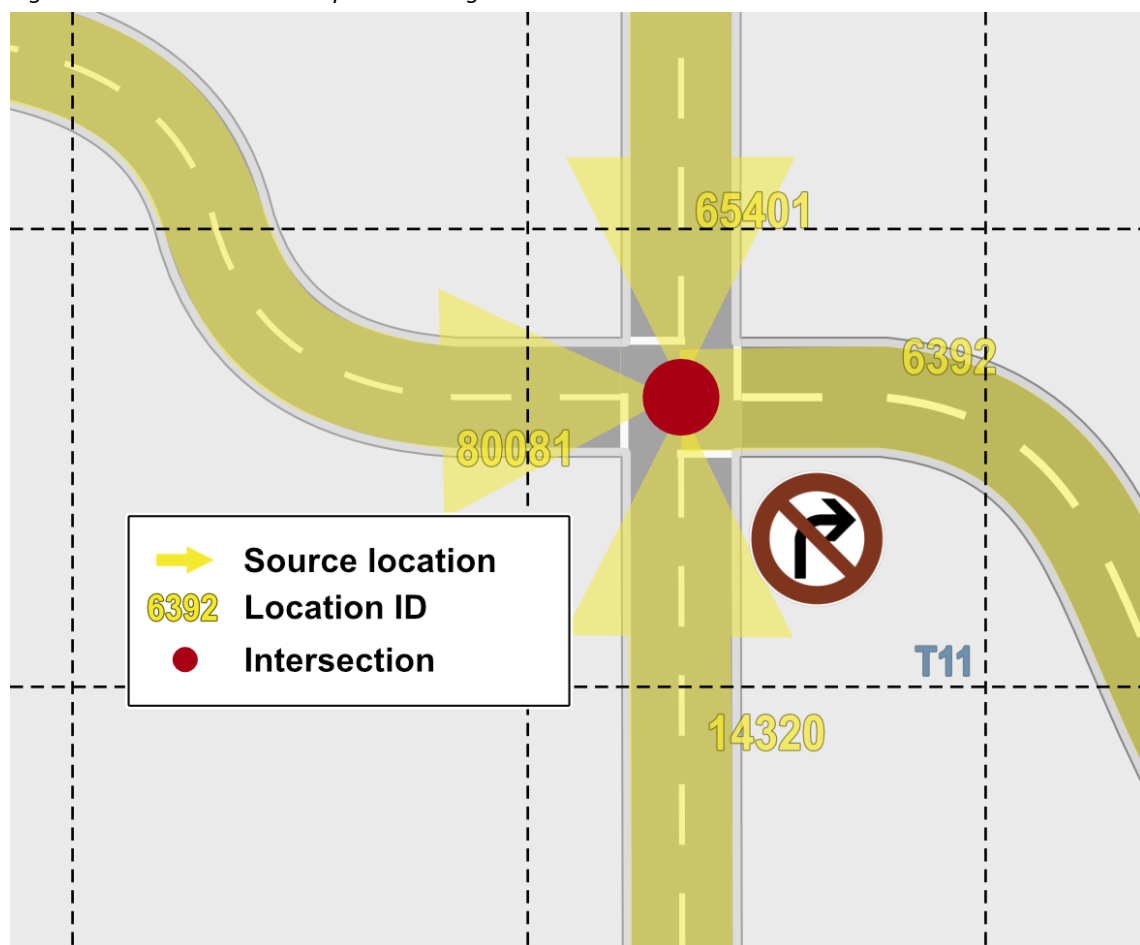 65401
6392
80081
Source location
6392 Location ID
Intersection
T11
14320